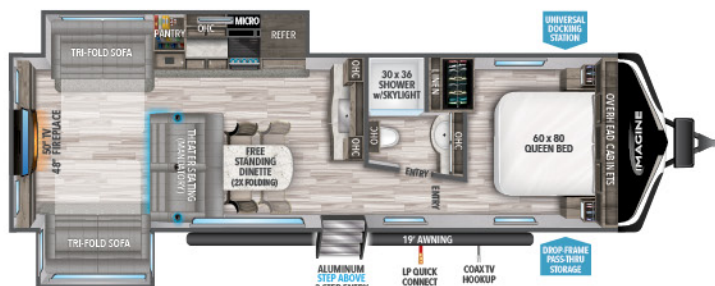 UNIVERSAL
DOCKING
STATION
TRI-FOLD SOFA
PANTRY
OHC
MICRO
REFER
OHC
30 x 36
SHOWER
w/SKYLIGHT
LINEN
50" TV
48" FIREPLACE
THEATER SEATING
(MANDATORY)
FREE
STANDING
DINETTE
(2X FOLDING)
OHC
OHC
OHC
ENTRY
ENTRY
60 x 80
QUEEN BED
OVERHEAD CABINETS
IMAGINE
TRI-FOLD SOFA
19' AWNING
ALUMINUM
STEP ABOVE
LP QUICK
CONNECT
COAX TV
HOOKUP
DROP-FRAME
PASS-THRU
STORAGE